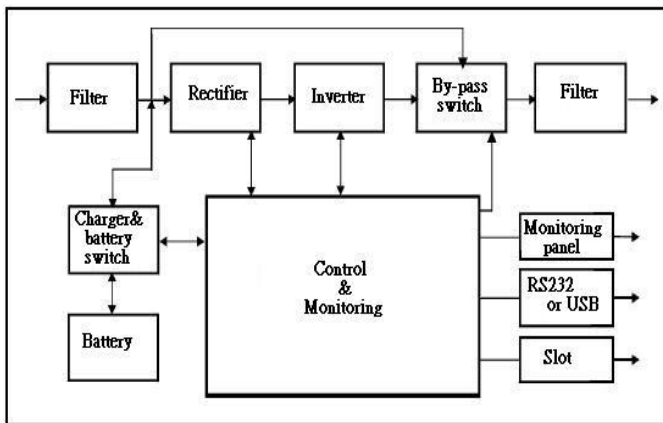 Filter
Rectifier
Inverter
By-pass
switch
Filter
Charger&
battery
switch
Battery
Control
&
Monitoring
Monitoring
panel
RS232
or USB
Slot